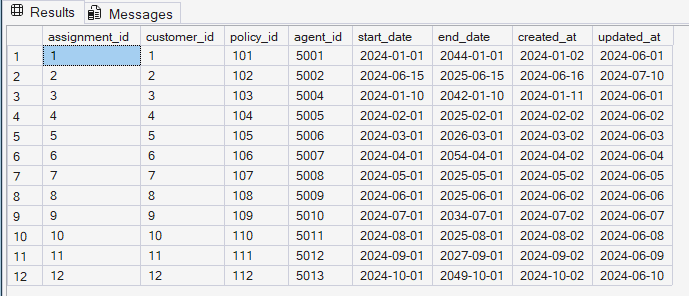 Results Messages
assignment_id customer_id policy_id agent_id start_date end_date created_at updated_at
1 1 1 101 5001 2024-01-01 2044-01-01 2024-01-02 2024-06-01
2 2 2 102 5002 2024-06-15 2025-06-15 2024-06-16 2024-07-10
3 3 3 103 5004 2024-01-10 2042-01-10 2024-01-11 2024-06-01
4 4 4 104 5005 2024-02-01 2025-02-01 2024-02-02 2024-06-02
5 5 5 105 5006 2024-03-01 2026-03-01 2024-03-02 2024-06-03
6 6 6 106 5007 2024-04-01 2054-04-01 2024-04-02 2024-06-04
7 7 7 107 5008 2024-05-01 2025-05-01 2024-05-02 2024-06-05
8 8 8 108 5009 2024-06-01 2025-06-01 2024-06-02 2024-06-06
9 9 9 109 5010 2024-07-01 2034-07-01 2024-07-02 2024-06-07
10 10 10 110 5011 2024-08-01 2025-08-01 2024-08-02 2024-06-08
11 11 11 111 5012 2024-09-01 2027-09-01 2024-09-02 2024-06-09
12 12 12 112 5013 2024-10-01 2049-10-01 2024-10-02 2024-06-10